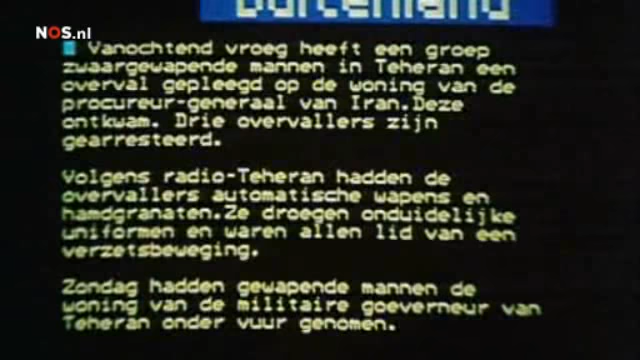 Buitenland
NOS.nl
Vanochtend vroeg heeft een groep
zwaargewapende mannen in Teheran een
overval gepleegd op de woning van de
procureur-generaal van Iran.Deze
ontkwam. Drie overvallers zijn
gearresteerd.
Volgens radio-Teheran hadden de
overvallers automatische wapens en
hamdgranaten.Ze droegen onduidelijke
uniformen en waren allen lid van een
verzetsbeweging.
Zondag hadden gewapende mannen de
woning van de militaire goeverneur van
Teheran onder vuur genomen.